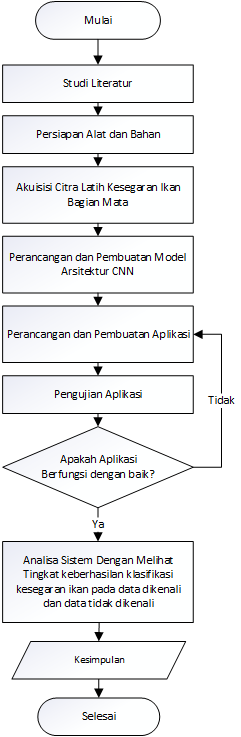 Mulai
Studi Literatur
Persiapan Alat dan Bahan
Akuisisi Citra Latih Kesegaran Ikan
Bagian Mata
Perancangan dan Pembuatan Model
Arsitektur CNN
Perancangan dan Pembuatan Aplikasi
Pengujian Aplikasi
Tidak
Apakah Aplikasi
Berfungsi dengan baik?
Ya
Analisa Sistem Dengan Melihat
Tingkat keberhasilan klasifikasi
kesegaran ikan pada data dikenali
dan data tidak dikenali
Kesimpulan
Selesai